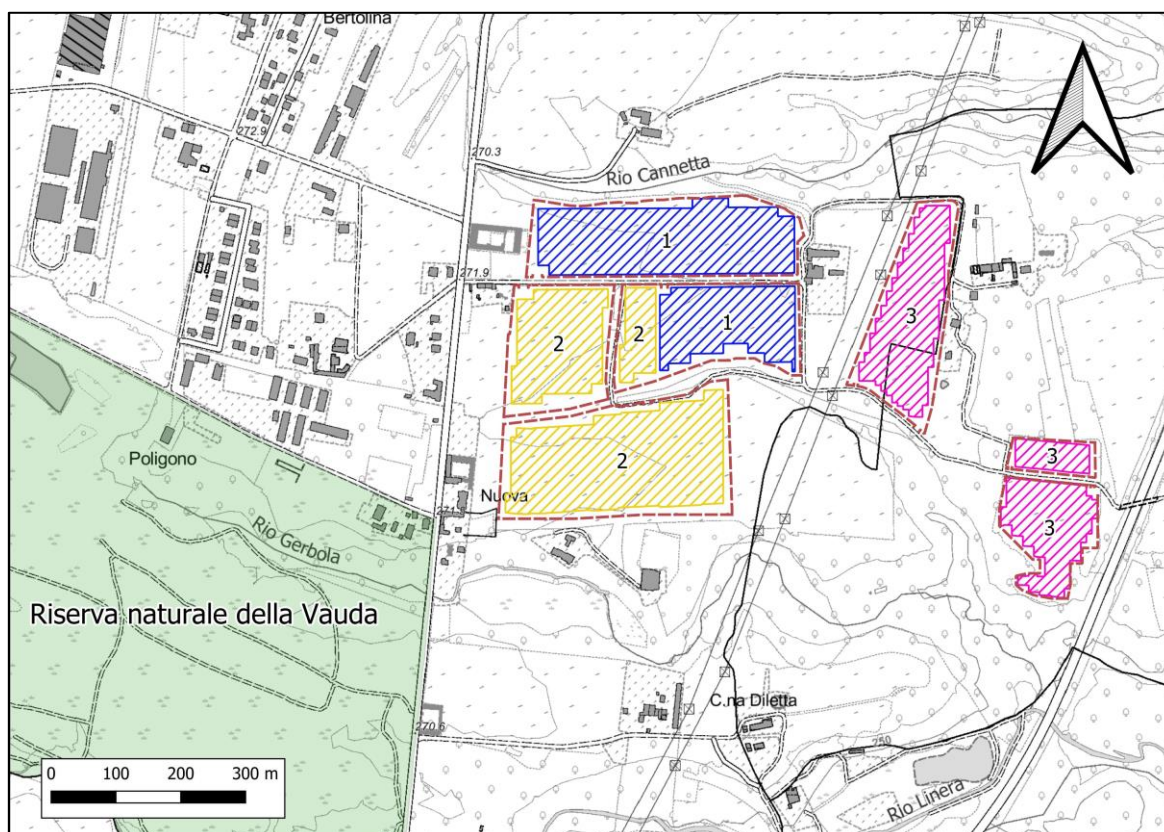 Bertolina
272.9
270.3
Rio Cannetta
1
271.9
2
2
1
3
2
3
3
Poligono
Nuova
271
Rio Gerbola
Riserva naturale della Vauda
C.na Diletta
270.6
250
Rio Linera
0 100 200 300 m